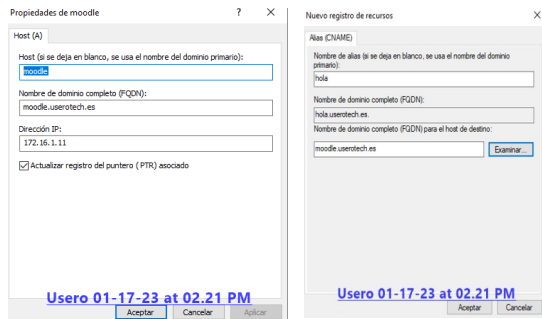 Propiedades de moodle
? ×
Host (A)
Host (si se deja en blanco, se usa el nombre del dominio primario):
moodle
Nombre de dominio completo (FQDN):
moodle.userotech.es
Dirección IP:
172.16.1.11
Actualizar registro del puntero ( PTR) asociado
Usero 01-17-23 at 02.21 PM
Aceptar
Cancelar
Aplicar
Nuevo registro de recursos
×
Alias (CNAME)
Nombre de alias (si se deja en blanco, se usa el nombre del dominio
primario):
hola
Nombre de dominio completo (FQDN):
hola.userotech.es.
Nombre de dominio completo (FQDN) para el host de destino:
moodle.userotech.es
Examinar...
Usero 01-17-23 at 02.21 PM
Aceptar
Cancelar